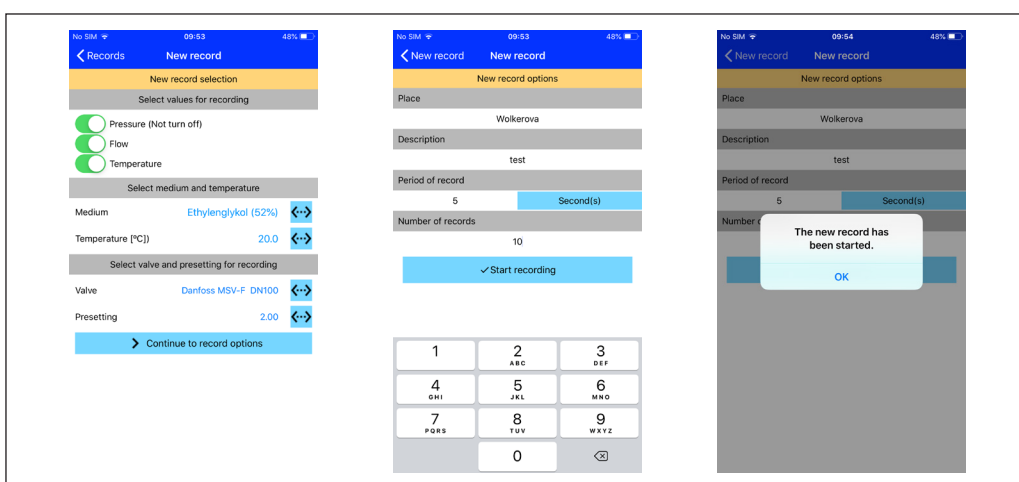 No SIM 09:53 48%
Records New record
New record selection
Select values for recording
Pressure (Not turn off)
Flow
Temperature
Select medium and temperature
Medium Ethylenglykol (52%)
Temperature [ºC]) 20.0
Select valve and presetting for recording
Valve Danfoss MSV-F DN100
Presetting 2.00
Continue to record options
No SIM 09:53 48%
New record New record
New record options
Place
Wolkerova
Description
test
Period of record
5 Second(s)
Number of records
10
Start recording
1 2 3
ABC DEF
4 5 6
GHI JKL MNO
7 8 9
PQRS TUV WXYZ
0
No SIM 09:54 48%
New record New record
New record options
Place
Wolkerova
Description
test
Period of record
5 Second(s)
Number
The new record has
been started.
OK